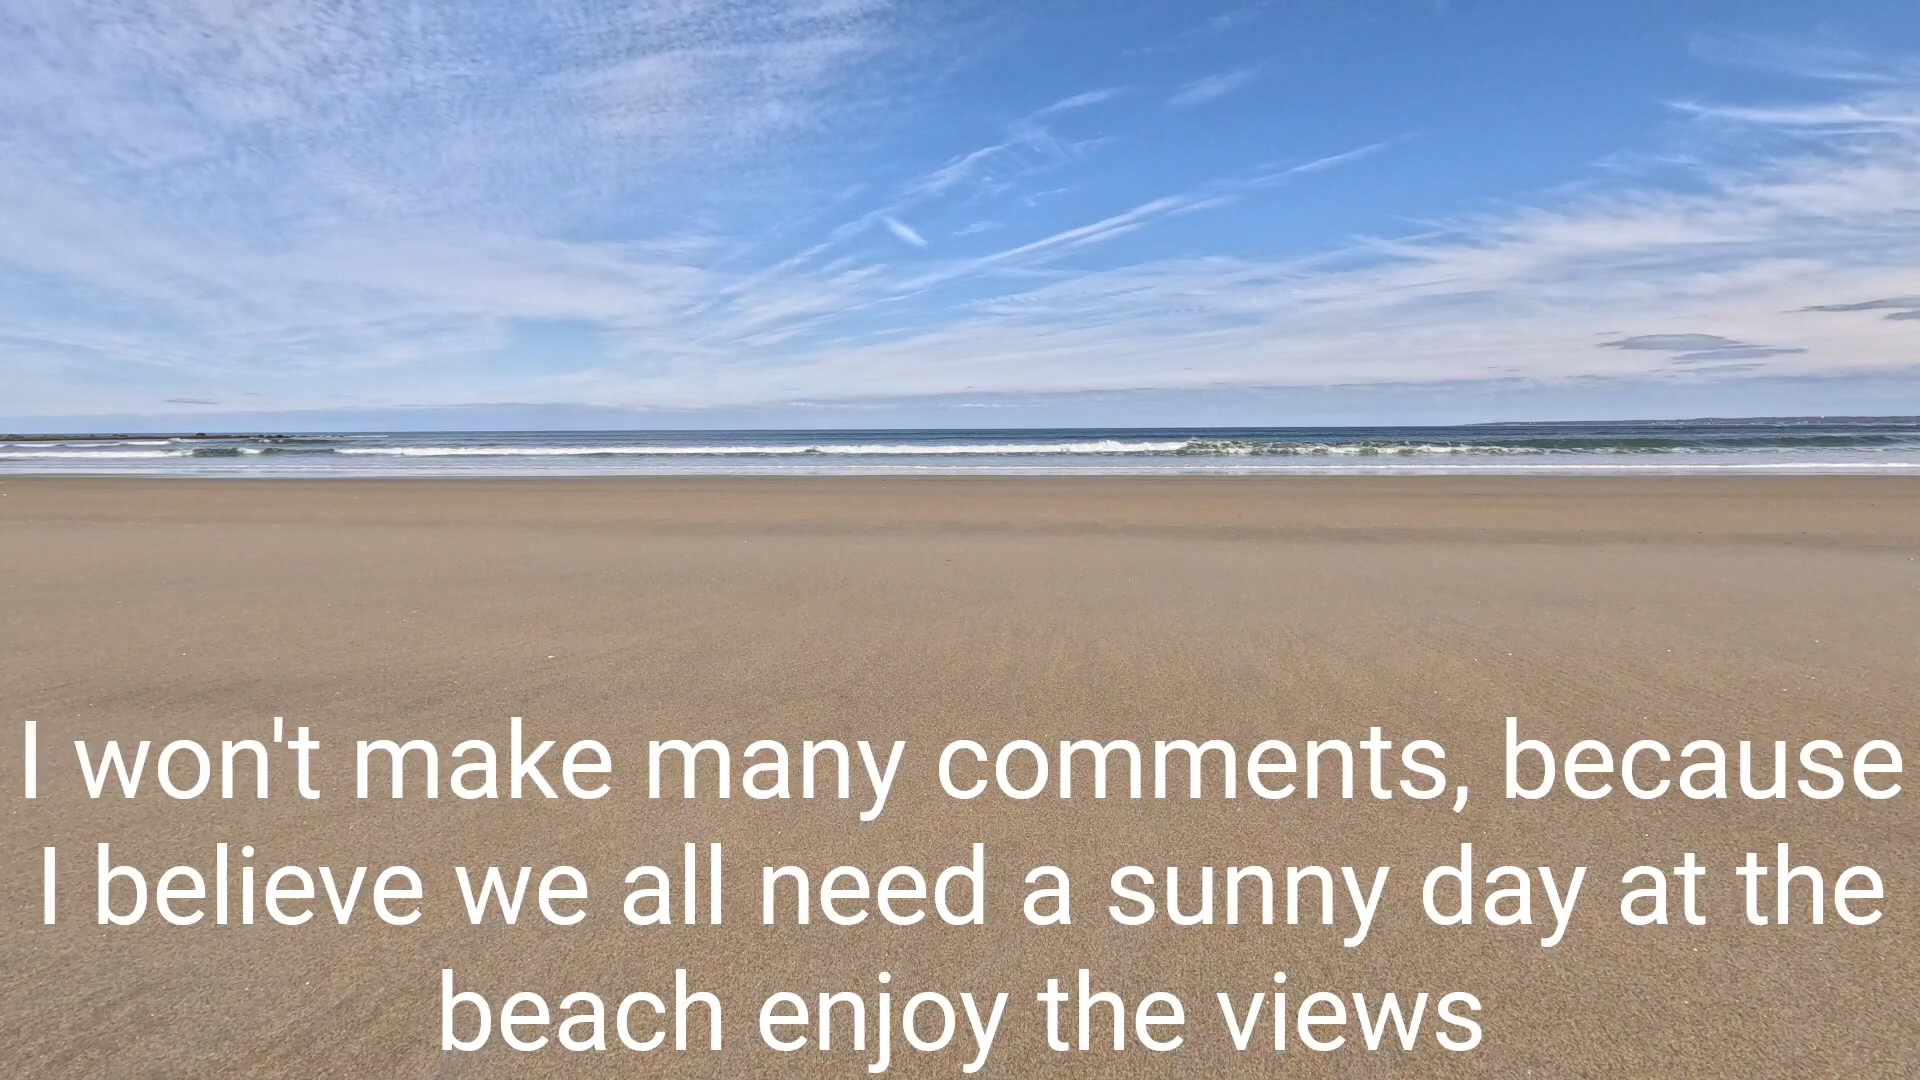 I won't make many comments, because
I believe we all need a sunny day at the
beach enjoy the views